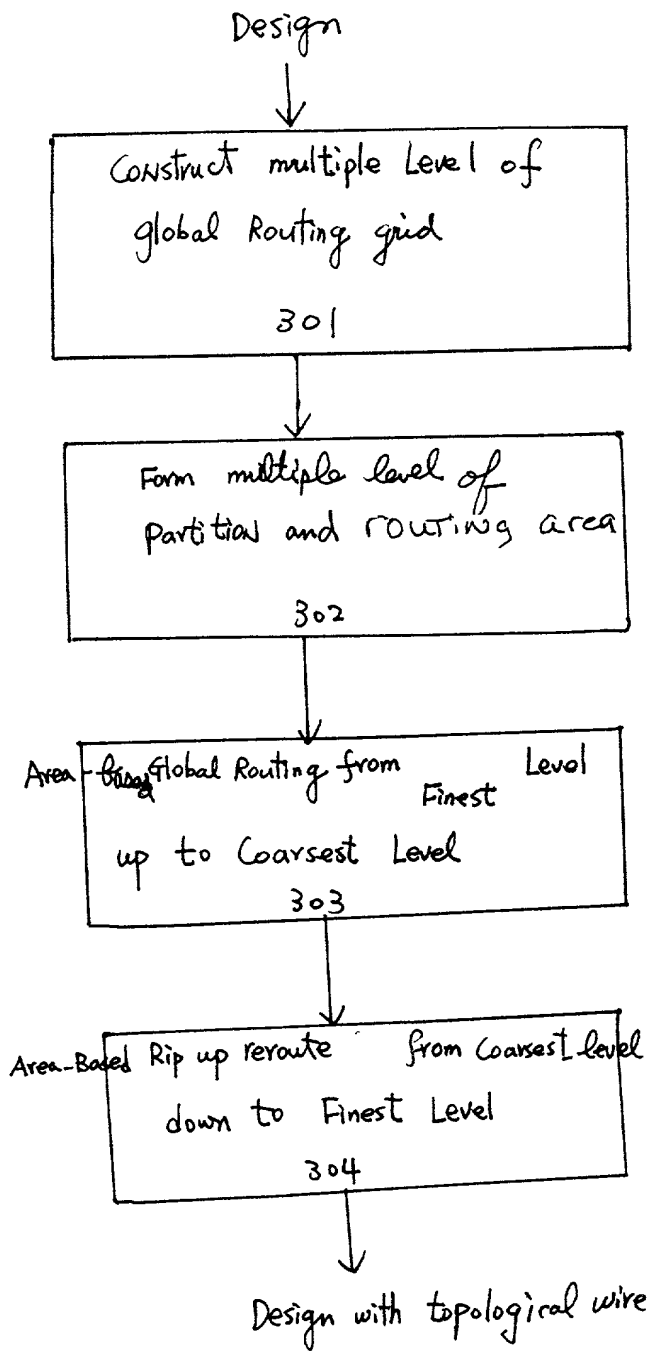 Design
Construct multiple Level of
global Routing grid
301
Form multiple level of
partition and routing area
302
Area-based Global Routing from Finest Level
up to Coarsest Level
303
Area-Based Rip up reroute from Coarsest level
down to Finest Level
304
Design with topological wire